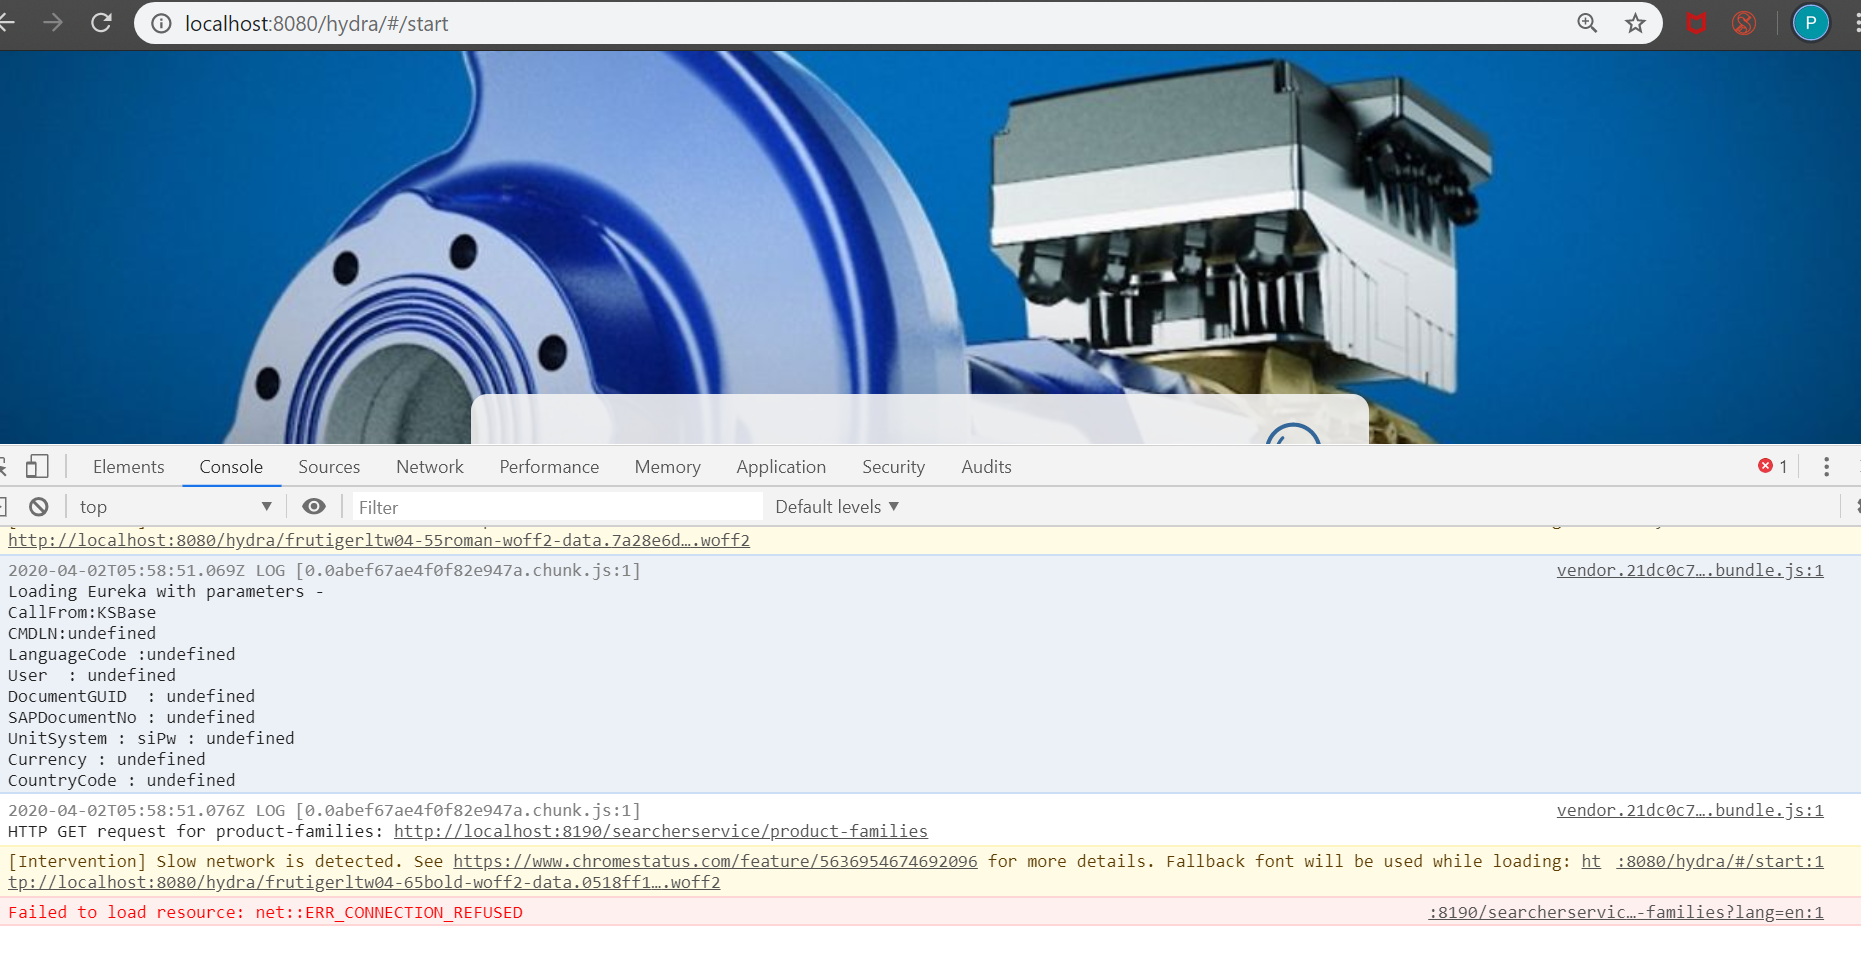 localhost:8080/hydra/#/start
P
Elements Console Sources Network Performance Memory Application Security Audits 1
top Filter Default levels
http://localhost:8080/hydra/frutigerltw04-55roman-woff2-data.7a28e6d….woff2
2020-04-02T05:58:51.069Z LOG [0.0abef67ae4f0f82e947a.chunk.js:1] vendor.21dc0c7….bundle.js:1
Loading Eureka with parameters -
CallFrom:KSBase
CMDLN:undefined
LanguageCode :undefined
User  : undefined
DocumentGUID  : undefined
SAPDocumentNo : undefined
UnitSystem : siPw : undefined
Currency : undefined
CountryCode : undefined
2020-04-02T05:58:51.076Z LOG [0.0abef67ae4f0f82e947a.chunk.js:1] vendor.21dc0c7….bundle.js:1
HTTP GET request for product-families: http://localhost:8190/searcherservice/product-families
[Intervention] Slow network is detected. See https://www.chromestatus.com/feature/5636954674692096 for more details. Fallback font will be used while loading: ht :8080/hydra/#/start:1
tp://localhost:8080/hydra/frutigerltw04-65bold-woff2-data.0518ff1….woff2
Failed to load resource: net::ERR_CONNECTION_REFUSED :8190/searcherservic…-families?lang=en:1